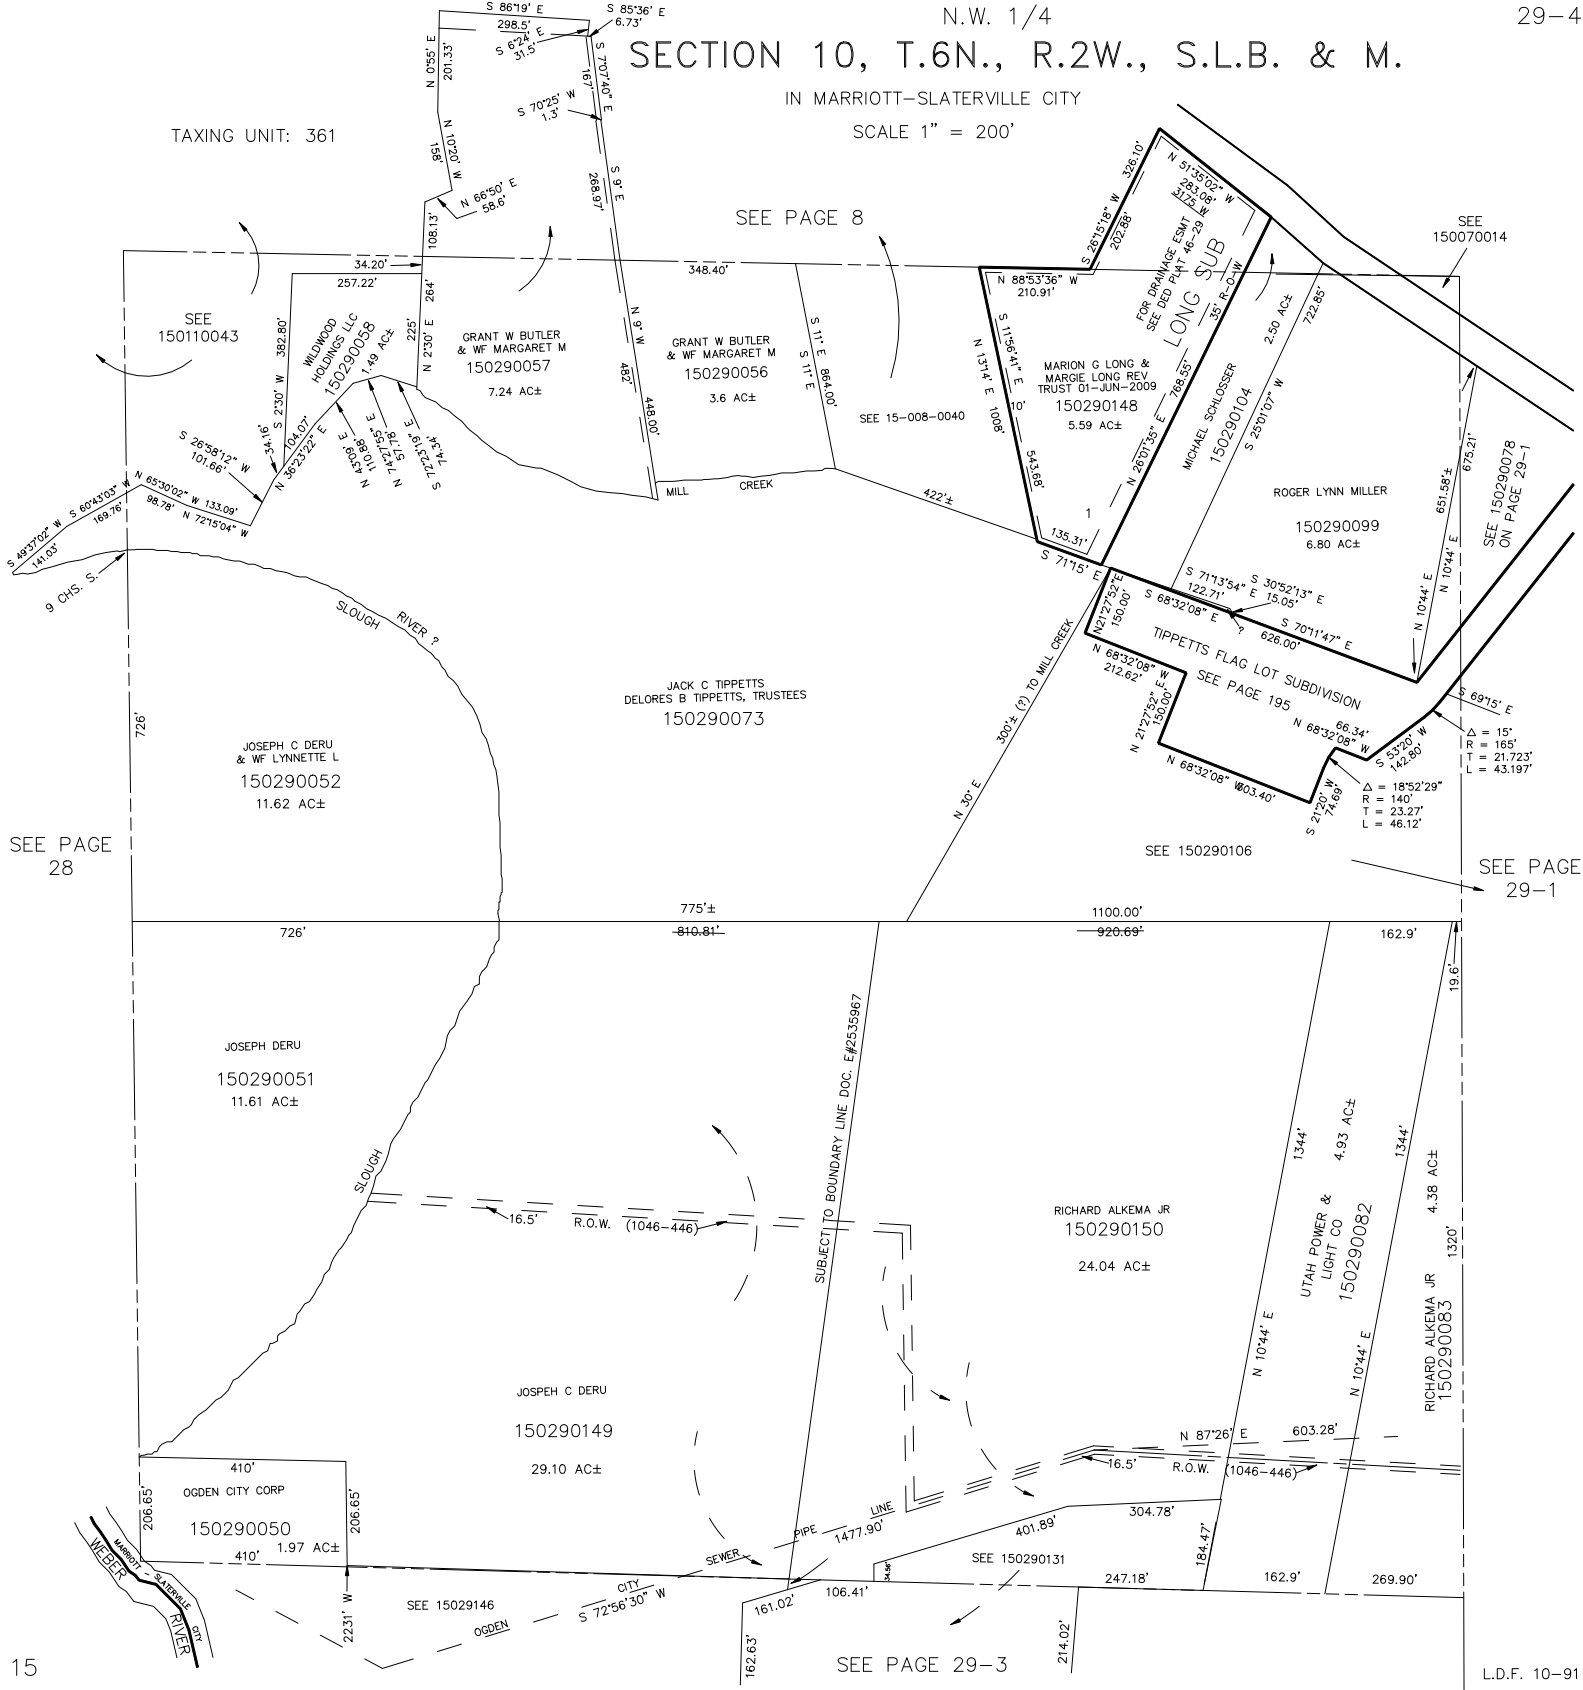 N.W. 1/4
29-4
SECTION 10, T.6N., R.2W., S.L.B. & M.
IN MARRIOTT-SLATERVILLE CITY
SCALE 1" = 200'
TAXING UNIT: 361
S 86°19' E
298.5'
S 85°36' E
6.73'
S 6°24' E
31.5'
N 0°55' E
201.33'
S 7°07'40" E
167'
S 70°25' W
1.3'
N 10°20' W
158'
N 66°50' E
58.6'
S 9° E
268.97'
108.13'
SEE PAGE 8
326.10'
S 26°15'18" W
202.88'
N 51°35'02" W
283.08'
3175 W
FOR DRAINAGE ESMT
SEE DED PLAT 46-29
LONG SUB
35' R-O-W
SEE
150070014
34.20'
257.22'
348.40'
N 88°53'36" W
210.91'
SEE
150110043
382.80'
S 2°30' W
WILDWOOD
HOLDINGS LLC
150290058
1.49 AC±
264'
225'
N 2°30' E
GRANT W BUTLER
& WF MARGARET M
150290057
7.24 AC±
N 9° W
482'
448.00'
GRANT W BUTLER
& WF MARGARET M
150290056
3.6 AC±
S 11° E
S 11° E
864.00'
SEE 15-008-0040
S 11°56'41" E
N 13°14' E
1008'
10'
543.68'
MARION G LONG &
MARGIE LONG REV
TRUST 01-JUN-2009
150290148
5.59 AC±
768.55'
N 26°01'35" E
1
135.31'
S 71°15' E
MICHAEL SCHLOSSER
150290104
2.50 AC±
722.85'
S 25°01'07" W
ROGER LYNN MILLER
150290099
6.80 AC±
675.21'
651.58'±
N 10°44' E
N 10°44' E
SEE 150290078
ON PAGE 29-1
34.16'
104.07'
N 36°23'22" E
N 43°09' E
110.88'
N 74°27'55" E
57.78'
S 72°23'19" E
74.34'
S 26°58'12" W
101.66'
N 65°30'02" W
98.78'
133.09'
N 72°15'04" W
S 60°43'03" W
169.76'
S 49°37'02" W
141.03'
9 CHS. S.
MILL
CREEK
422'±
SLOUGH
RIVER ?
S 71°13'54" E
122.71'
S 30°52'13" E
15.05'
S 68°32'08" E
?
S 70°11'47" E
626.00'
N21°27'52"E
150.00'
TIPPETTS FLAG LOT SUBDIVISION
SEE PAGE 195
N 68°32'08" W
212.62'
N 21°27'52" E
150.00'
N 68°32'08" W
603.40'
66.34'
N 68°32'08" W
S 69°15' E
S 53°20' W
142.80'
S 21°20' W
74.69'
Δ = 15°
R = 165'
T = 21.723'
L = 43.197'
Δ = 18°52'29"
R = 140'
T = 23.27'
L = 46.12'
300'± (?) TO MILL CREEK
N 30° E
JACK C TIPPETTS
DELORES B TIPPETTS, TRUSTEES
150290073
726'
JOSEPH C DERU
& WF LYNNETTE L
150290052
11.62 AC±
SEE PAGE
28
SEE 150290106
SEE PAGE
29-1
726'
775'±
810.81'
1100.00'
920.69'
162.9'
19.6'
JOSEPH DERU
150290051
11.61 AC±
SLOUGH
SUBJECT TO BOUNDARY LINE DOC. E#2535967
16.5'
R.O.W. (1046-446)
RICHARD ALKEMA JR
150290150
24.04 AC±
1344'
4.93 AC±
UTAH POWER &
LIGHT CO
150290082
1344'
N 10°44' E
N 10°44' E
4.38 AC±
1320'
RICHARD ALKEMA JR
150290083
JOSPEH C DERU
150290149
29.10 AC±
N 87°26' E
603.28'
16.5'
R.O.W. (1046-446)
410'
206.65'
OGDEN CITY CORP
150290050
1.97 AC±
206.65'
410'
MARRIOTT - SLATERVILLE CITY
WEBER
RIVER
2231' W
SEE 15029146
OGDEN
CITY
SEWER
PIPE
LINE
S 72°56'30" W
1477.90'
161.02'
106.41'
162.63'
34.56'
401.89'
304.78'
SEE 150290131
184.47'
247.18'
162.9'
269.90'
214.02'
SEE PAGE 29-3
15
L.D.F. 10-91